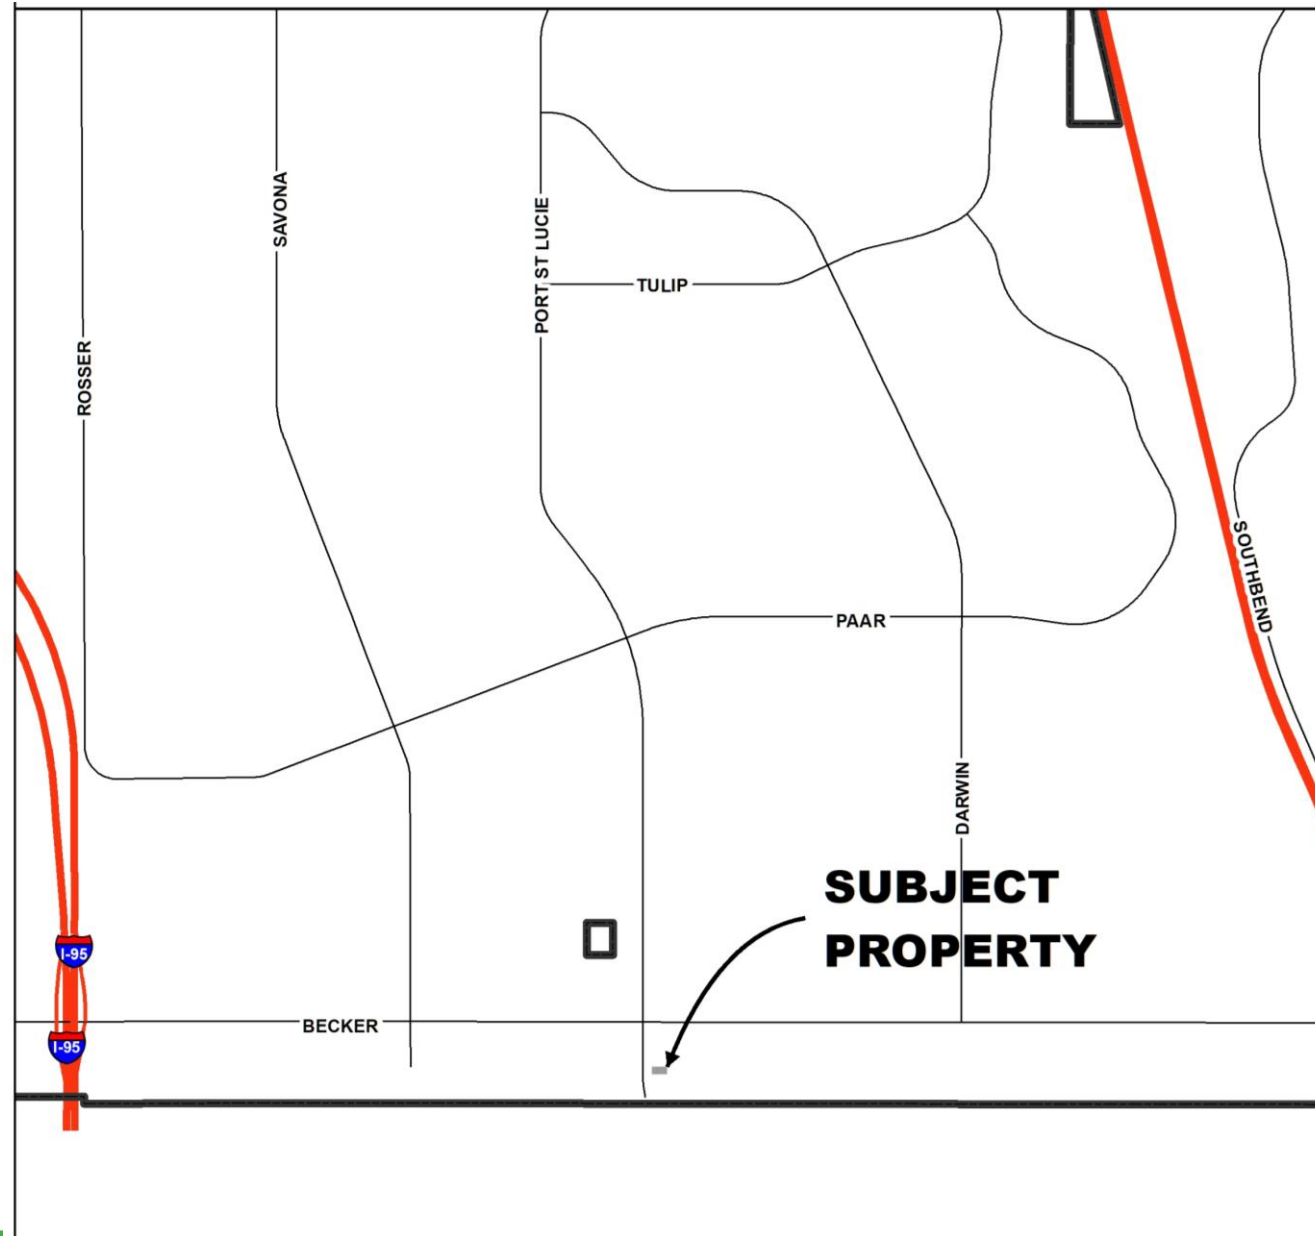 SAVONA
PORT ST LUCIE
TULIP
ROSSER
SOUTHBEND
PAAR
DARWIN
SUBJECT
PROPERTY
I-95
BECKER
I-95